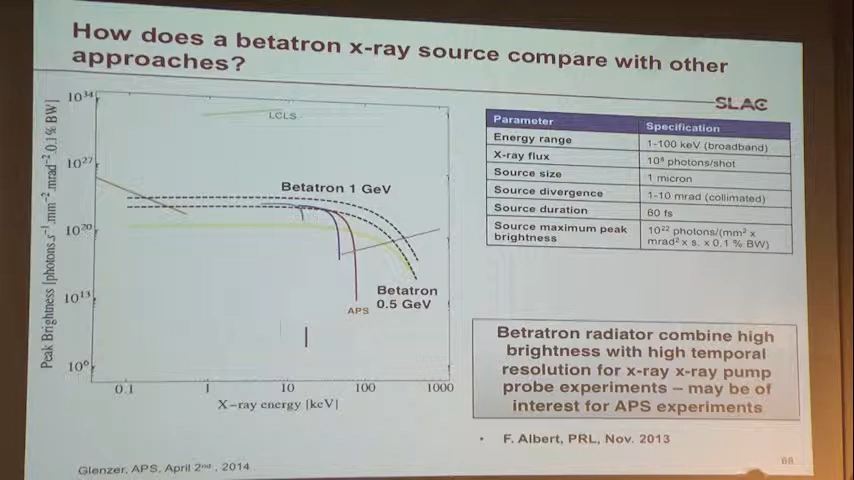 How does a betatron x-ray source compare with other
approaches?
SLAC
Peak Brightness [photons.s⁻¹.mm⁻².mrad⁻².0.1% BW]
10³⁴
10²⁷
10²⁰
10¹³
10⁶
LCLS
Betatron 1 GeV
Betatron
0.5 GeV
APS
0.1 1 10 100 1000
X-ray energy [keV]
Parameter Specification
Energy range 1-100 keV (broadband)
X-ray flux 10⁸ photons/shot
Source size 1 micron
Source divergence 1-10 mrad (collimated)
Source duration 60 fs
Source maximum peak
brightness
10²² photons/(mm² x
mrad² x s. x 0.1 % BW)
Betratron radiator combine high
brightness with high temporal
resolution for x-ray x-ray pump
probe experiments – may be of
interest for APS experiments
• F. Albert, PRL, Nov. 2013
Glenzer, APS, April 2ⁿᵈ, 2014
68